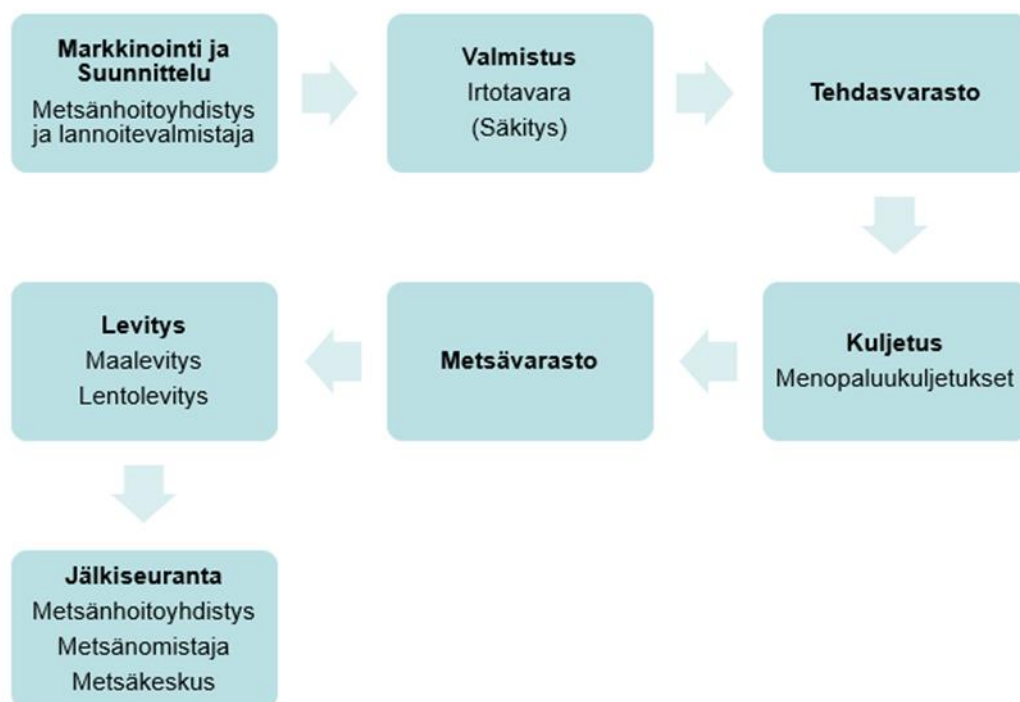 Markkinointi ja
Suunnittelu
Metsänhoitoyhdistys
ja lannoitevalmistaja
Valmistus
Irtotavara
(Säkitys)
Tehdasvarasto
Kuljetus
Menopaluukuljetukset
Metsävarasto
Levitys
Maalevitys
Lentolevitys
Jälkiseuranta
Metsänhoitoyhdistys
Metsänomistaja
Metsäkeskus